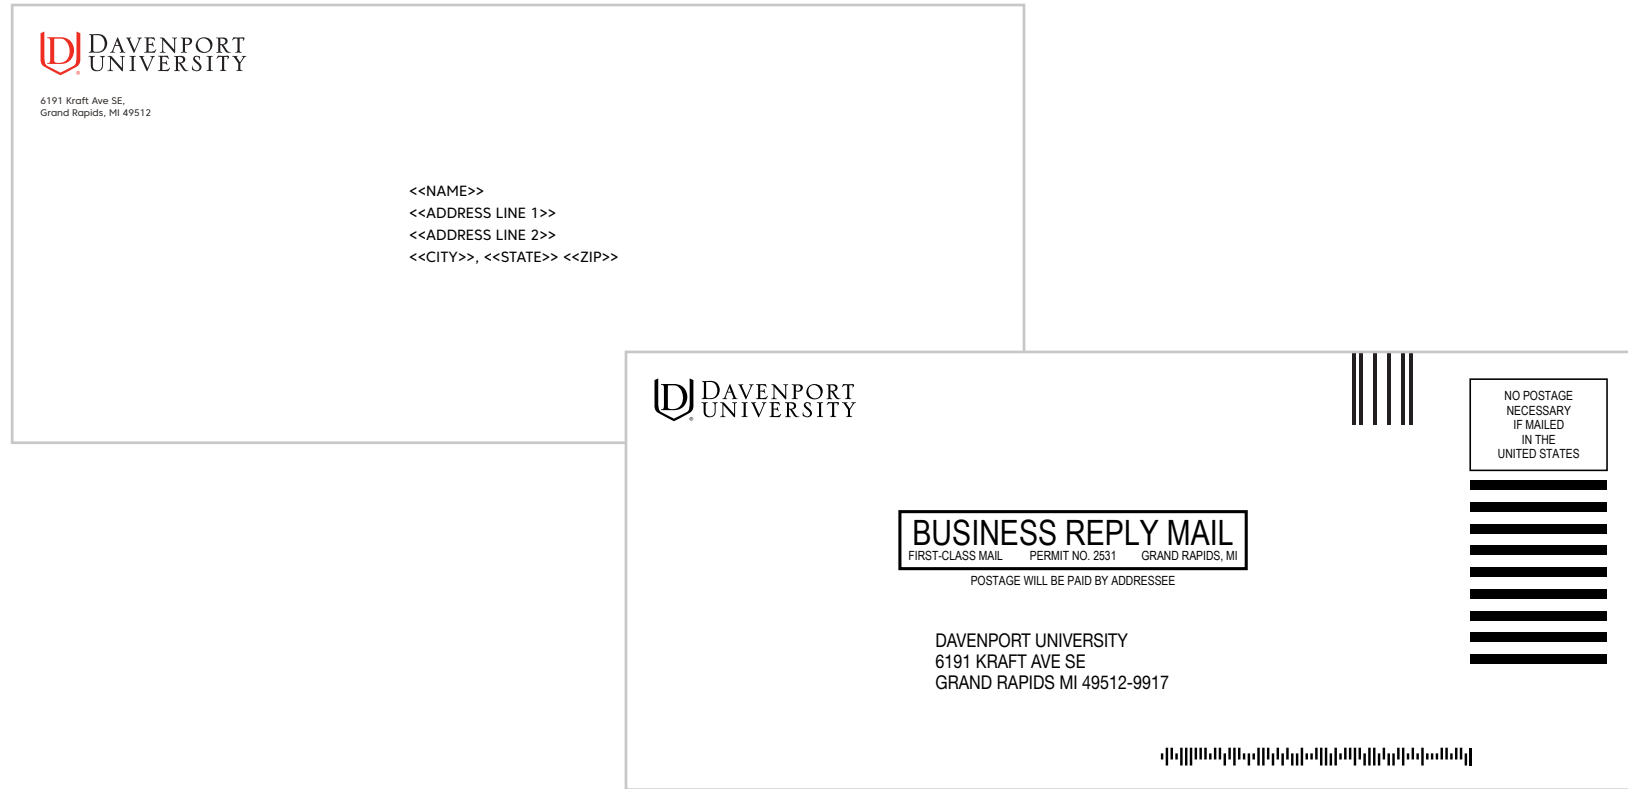 D DAVENPORT
UNIVERSITY
6191 Kraft Ave SE,
Grand Rapids, MI 49512
<<NAME>>
<<ADDRESS LINE 1>>
<<ADDRESS LINE 2>>
<<CITY>>, <<STATE>> <<ZIP>>
D DAVENPORT
UNIVERSITY
NO POSTAGE
NECESSARY
IF MAILED
IN THE
UNITED STATES
BUSINESS REPLY MAIL
FIRST-CLASS MAIL PERMIT NO. 2531 GRAND RAPIDS, MI
POSTAGE WILL BE PAID BY ADDRESSEE
DAVENPORT UNIVERSITY
6191 KRAFT AVE SE
GRAND RAPIDS MI 49512-9917